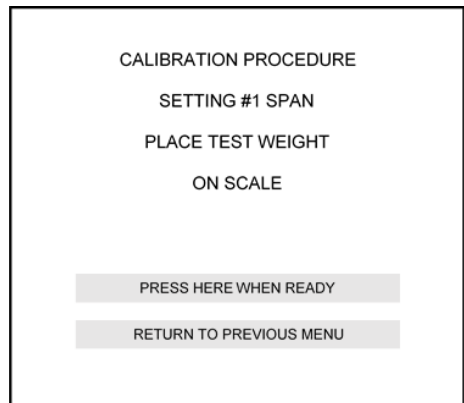 CALIBRATION PROCEDURE
SETTING #1 SPAN
PLACE TEST WEIGHT
ON SCALE
PRESS HERE WHEN READY
RETURN TO PREVIOUS MENU